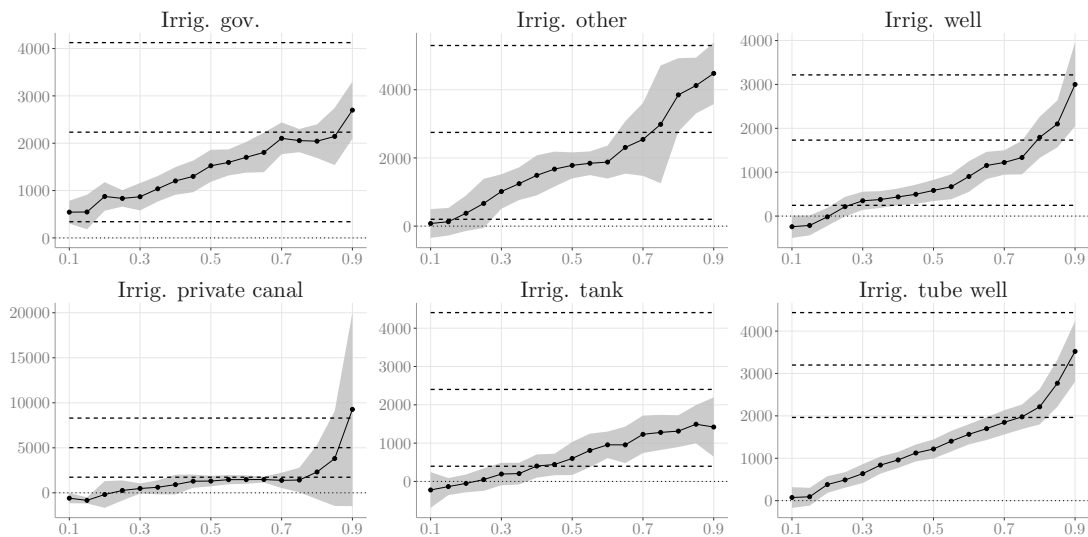 Irrig. gov.
Irrig. other
Irrig. well
4000
3000
2000
1000
0
0.1 0.3 0.5 0.7 0.9
4000
2000
0
0.1 0.3 0.5 0.7 0.9
4000
3000
2000
1000
0
0.1 0.3 0.5 0.7 0.9
Irrig. private canal
Irrig. tank
Irrig. tube well
20000
15000
10000
5000
0
0.1 0.3 0.5 0.7 0.9
4000
3000
2000
1000
0
0.1 0.3 0.5 0.7 0.9
4000
3000
2000
1000
0
0.1 0.3 0.5 0.7 0.9